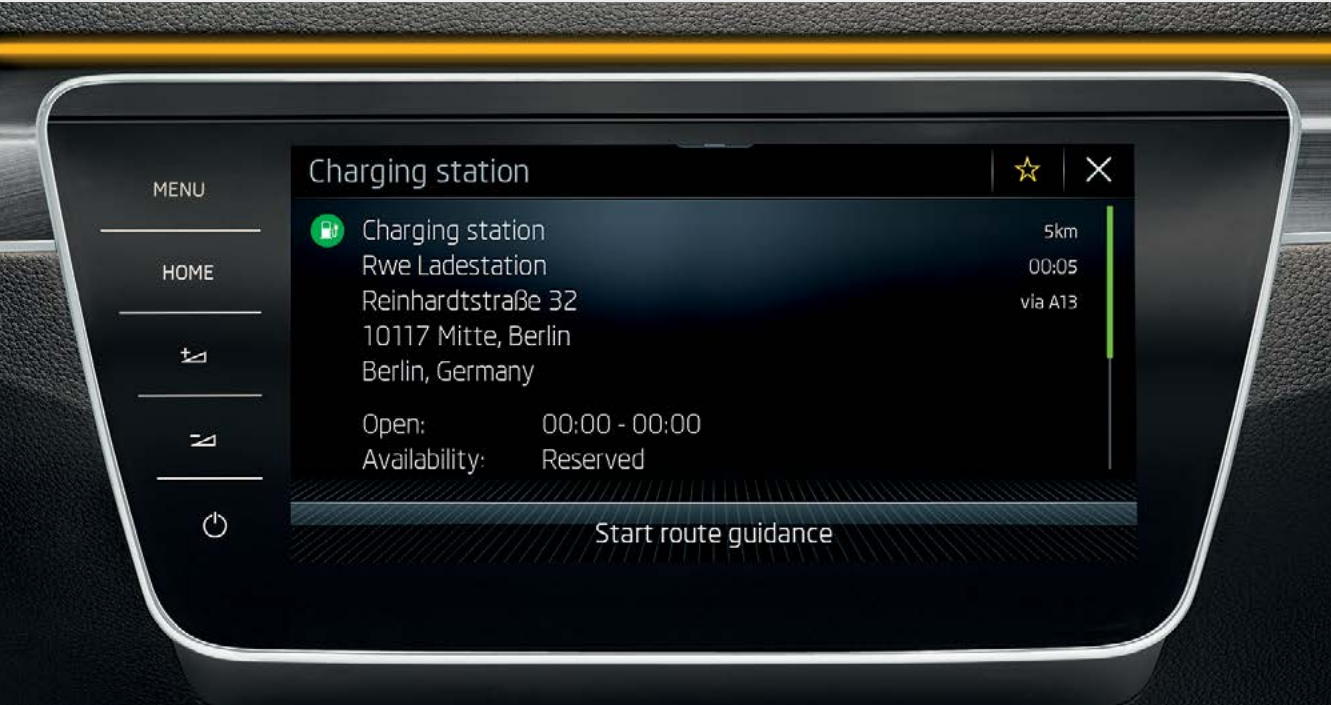 MENU
HOME
Charging station
Charging station
5km
Rwe Ladestation
00:05
Reinhardtstraße 32
via A13
10117 Mitte, Berlin
Berlin, Germany
Open: 00:00 - 00:00
Availability: Reserved
Start route guidance